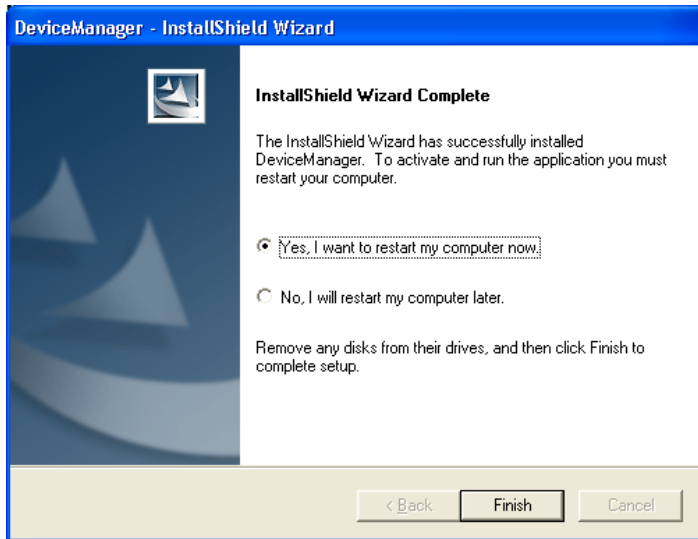 DeviceManager - InstallShield Wizard
InstallShield Wizard Complete
The InstallShield Wizard has successfully installed
DeviceManager. To activate and run the application you must
restart your computer.
Yes, I want to restart my computer now.
No, I will restart my computer later.
Remove any disks from their drives, and then click Finish to
complete setup.
< Back
Finish
Cancel